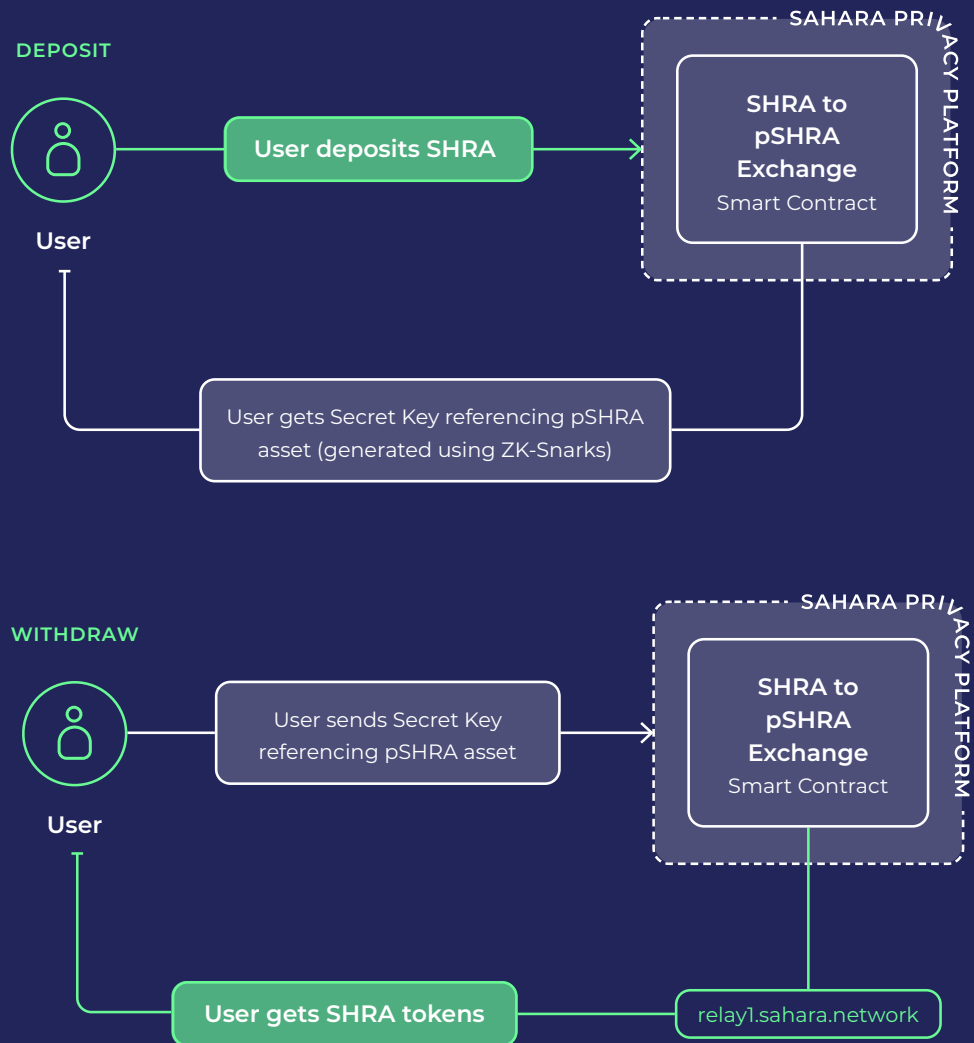 DEPOSIT
User
User deposits SHRA
SAHARA PRIVACY PLATFORM
SHRA to
pSHRA
Exchange
Smart Contract
User gets Secret Key referencing pSHRA
asset (generated using ZK-Snarks)
WITHDRAW
User
User sends Secret Key
referencing pSHRA asset
SAHARA PRIVACY PLATFORM
SHRA to
pSHRA
Exchange
Smart Contract
User gets SHRA tokens
relay1.sahara.network